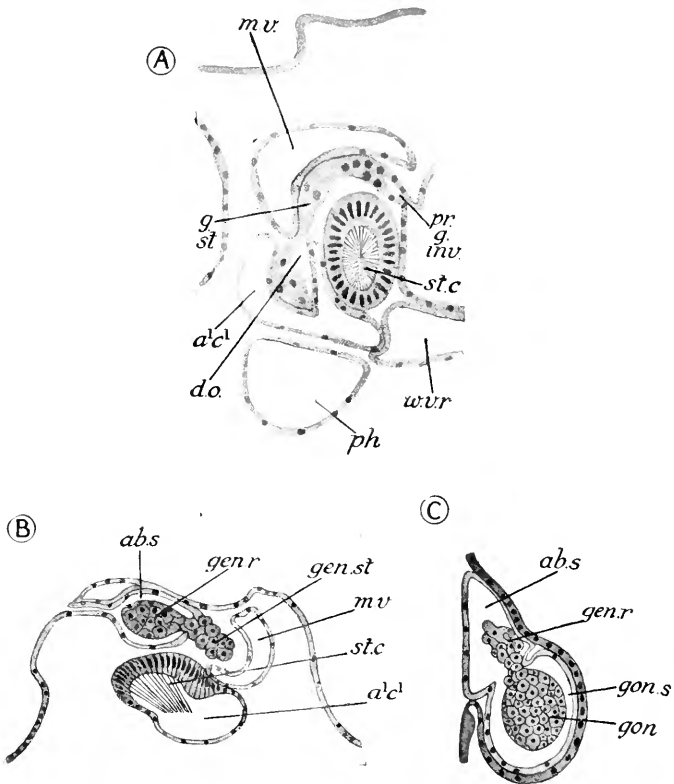 A
m.v.
g.
st
pr.
g.
inv.
st.c
a¹c¹
d.o.
w.v.r
ph
B
ab.s
gen.r
gen.st
m.v
st.c
a¹c¹
C
ab.s
gen.r
gon.s
gon